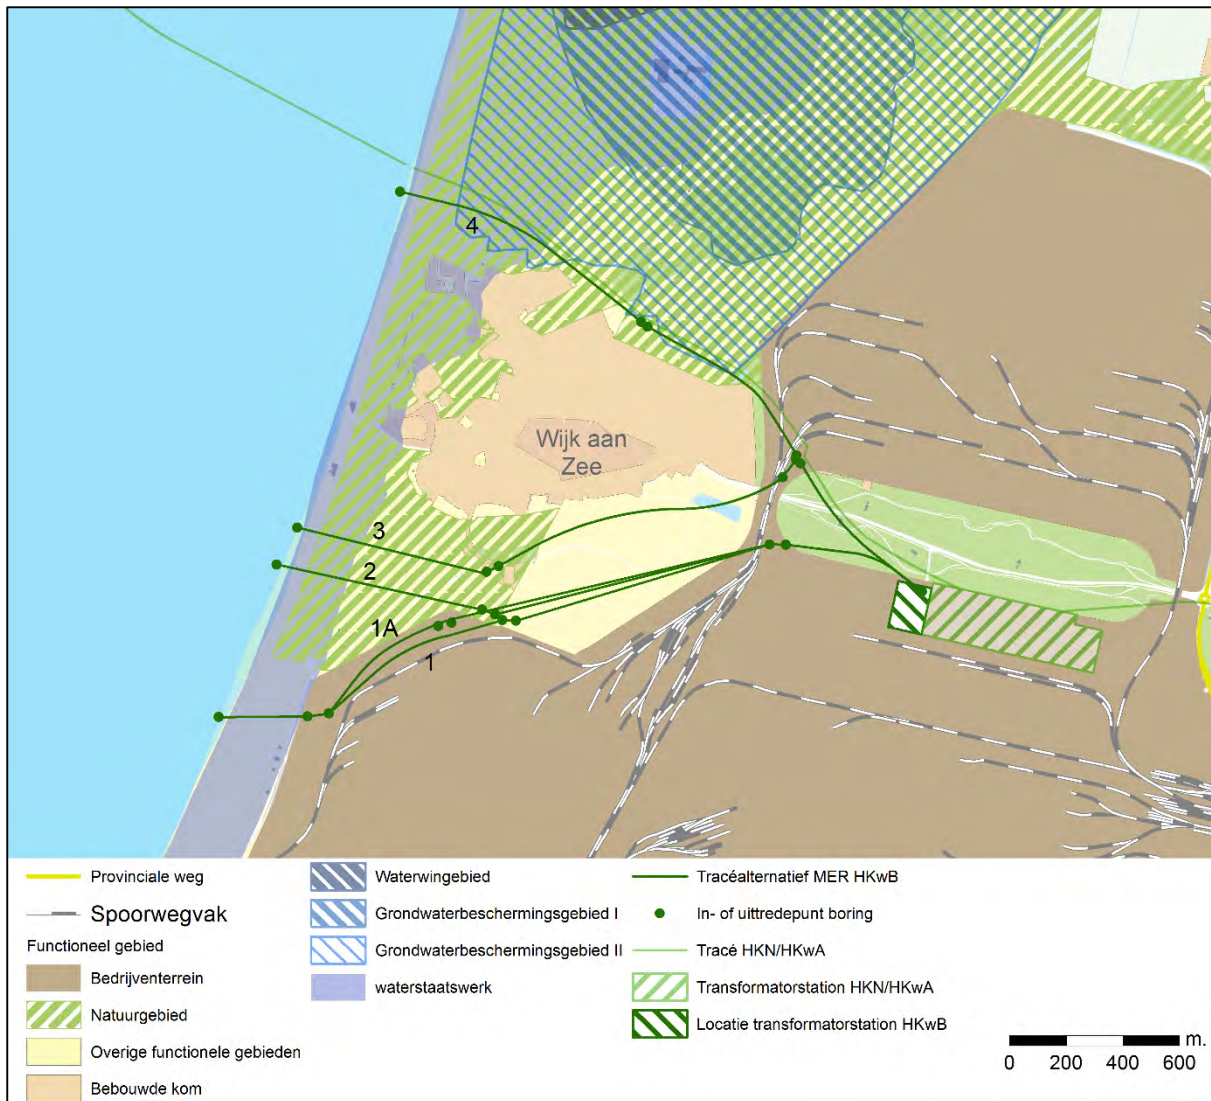 4
Wijk aan
Zee
3
2
1A
1
Provinciale weg
Spoorwegvak
Functioneel gebied
Bedrijventerrein
Natuurgebied
Overige functionele gebieden
Bebouwde kom
Waterwingebied
Grondwaterbeschermingsgebied I
Grondwaterbeschermingsgebied II
waterstaatswerk
Tracéalternatief MER HKwB
In- of uittredepunt boring
Tracé HKN/HKwA
Transformatorstation HKN/HKwA
Locatie transformatorstation HKwB
m.
0 200 400 600